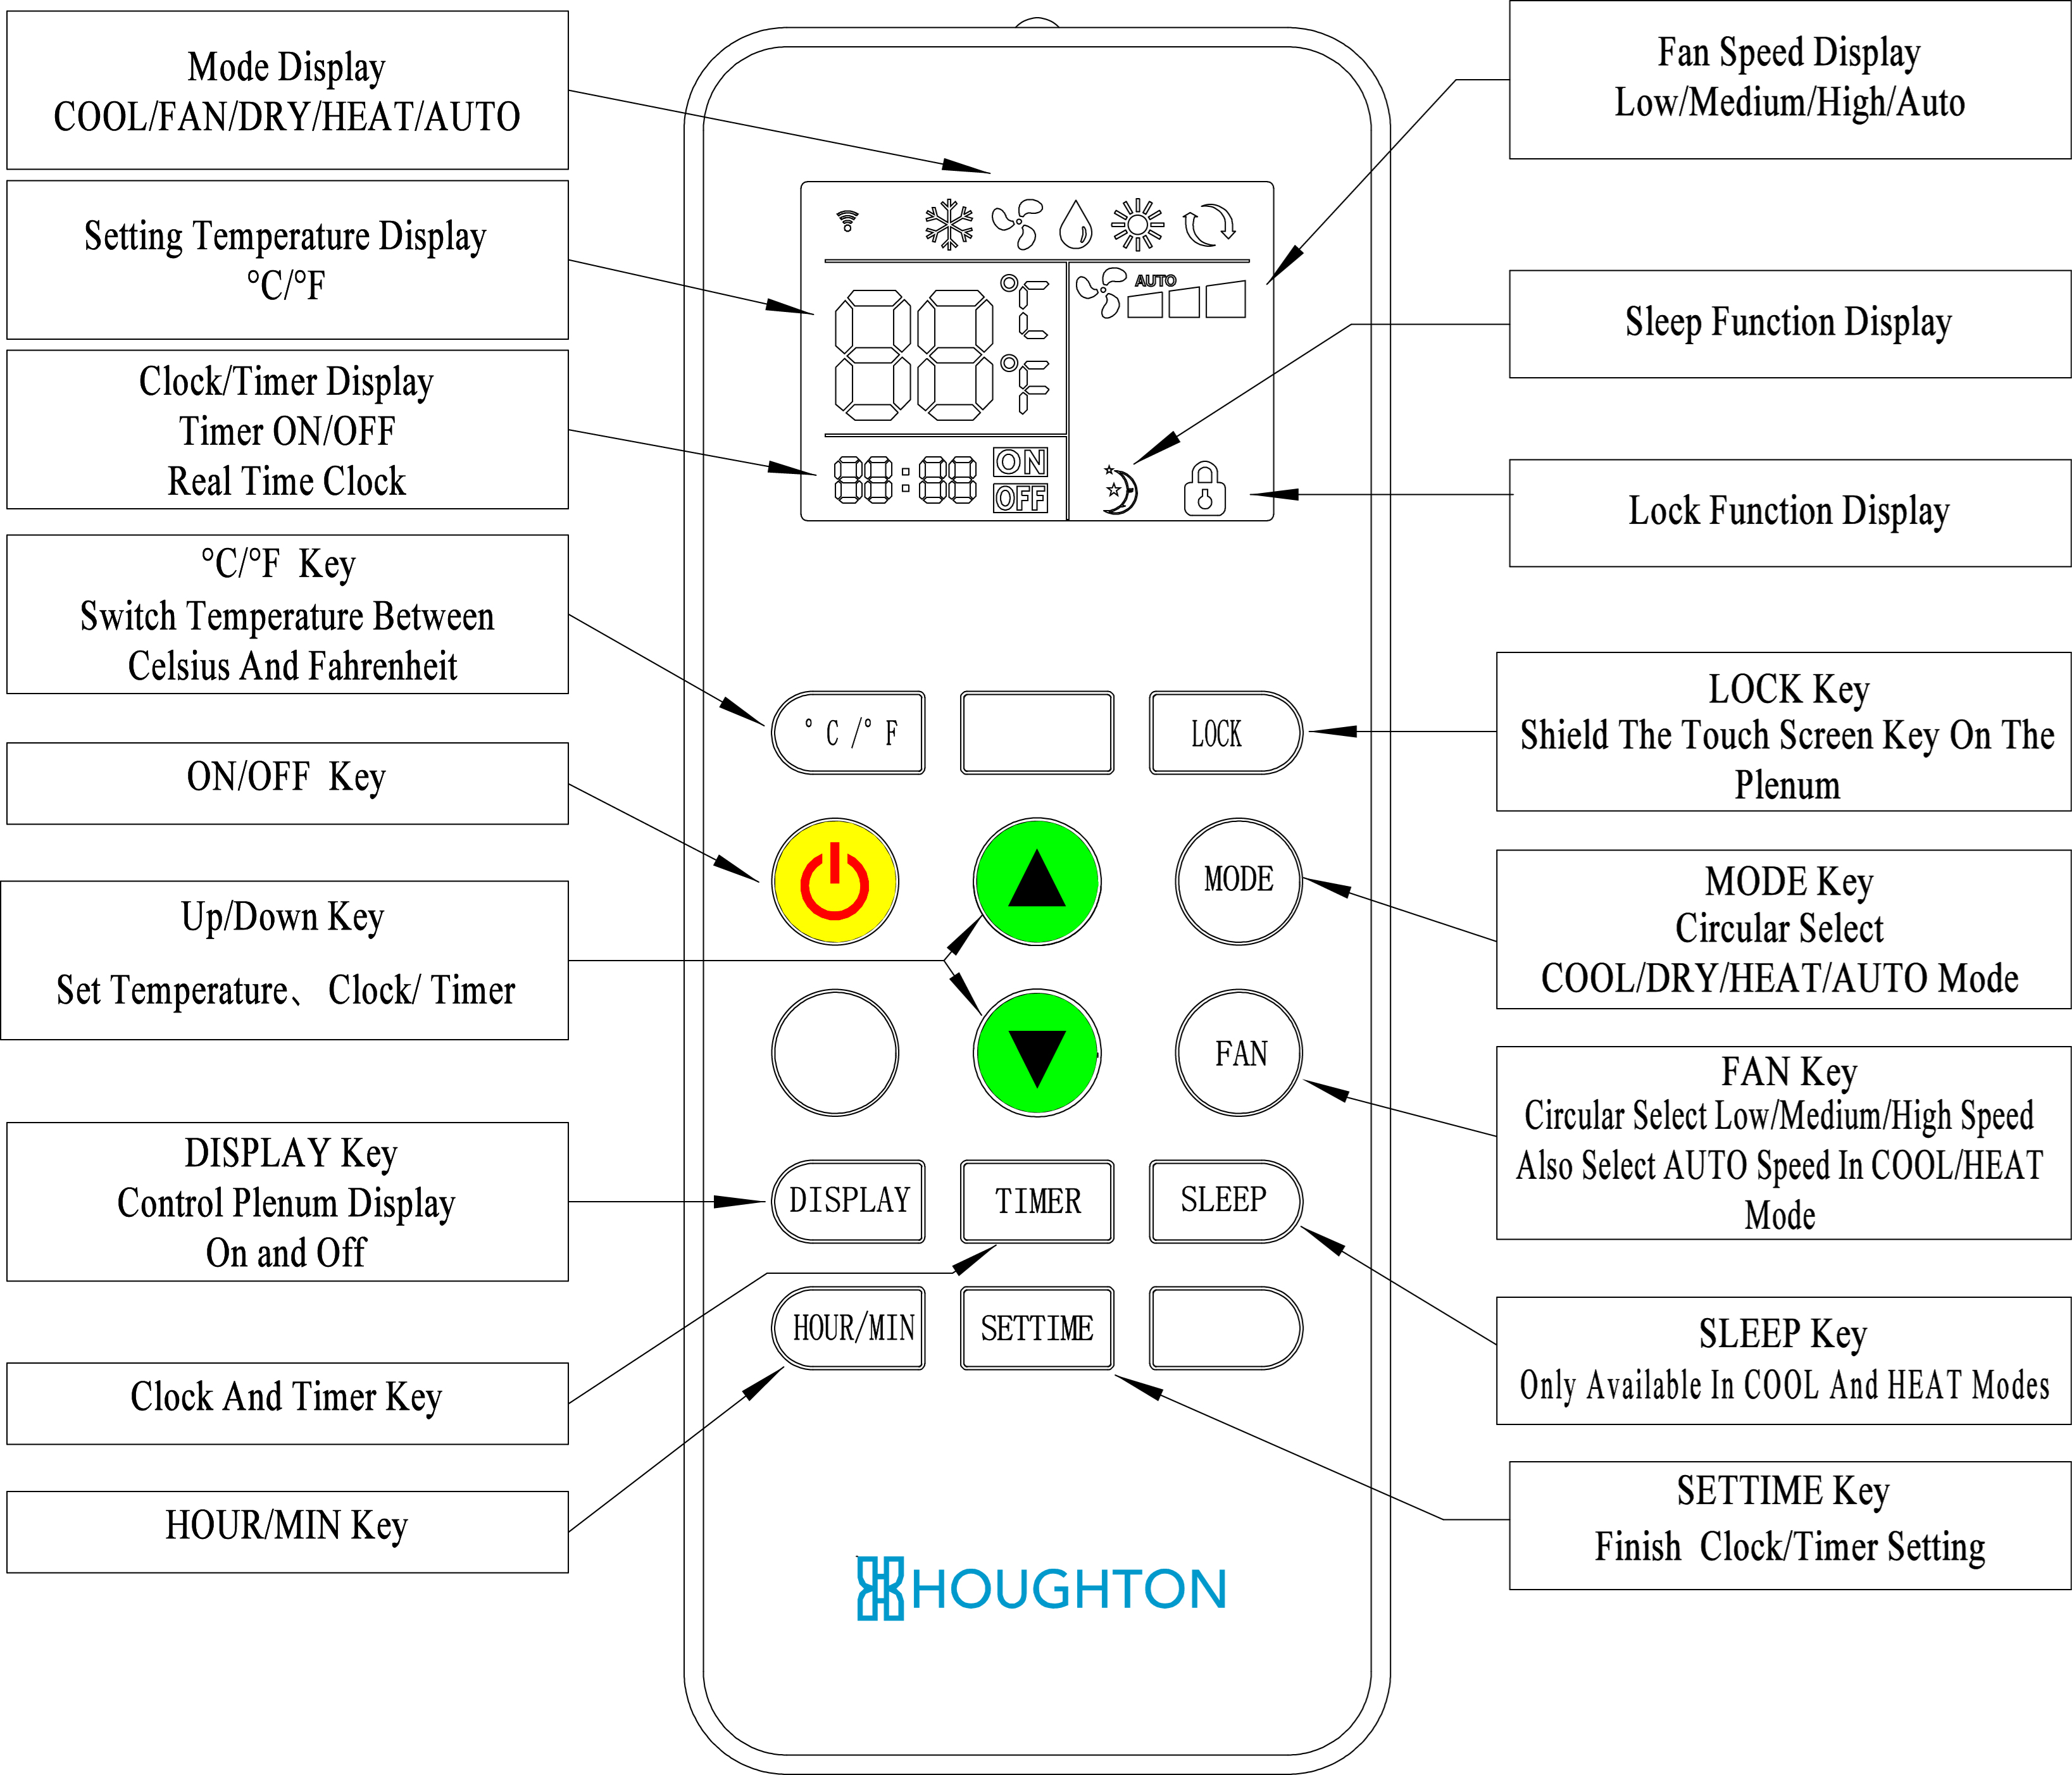 Mode Display
COOL/FAN/DRY/HEAT/AUTO
Setting Temperature Display
°C/°F
Clock/Timer Display
Timer ON/OFF
Real Time Clock
°C/°F Key
Switch Temperature Between
Celsius And Fahrenheit
ON/OFF Key
Up/Down Key
Set Temperature、 Clock/ Timer
DISPLAY Key
Control Plenum Display
On and Off
Clock And Timer Key
HOUR/MIN Key
AUTO
88 °C
°F
88:88 ON
OFF
° C /° F
LOCK
MODE
FAN
DISPLAY
TIMER
SLEEP
HOUR/MIN
SETTIME
HOUGHTON
Fan Speed Display
Low/Medium/High/Auto
Sleep Function Display
Lock Function Display
LOCK Key
Shield The Touch Screen Key On The
Plenum
MODE Key
Circular Select
COOL/DRY/HEAT/AUTO Mode
FAN Key
Circular Select Low/Medium/High Speed
Also Select AUTO Speed In COOL/HEAT
Mode
SLEEP Key
Only Available In COOL And HEAT Modes
SETTIME Key
Finish Clock/Timer Setting